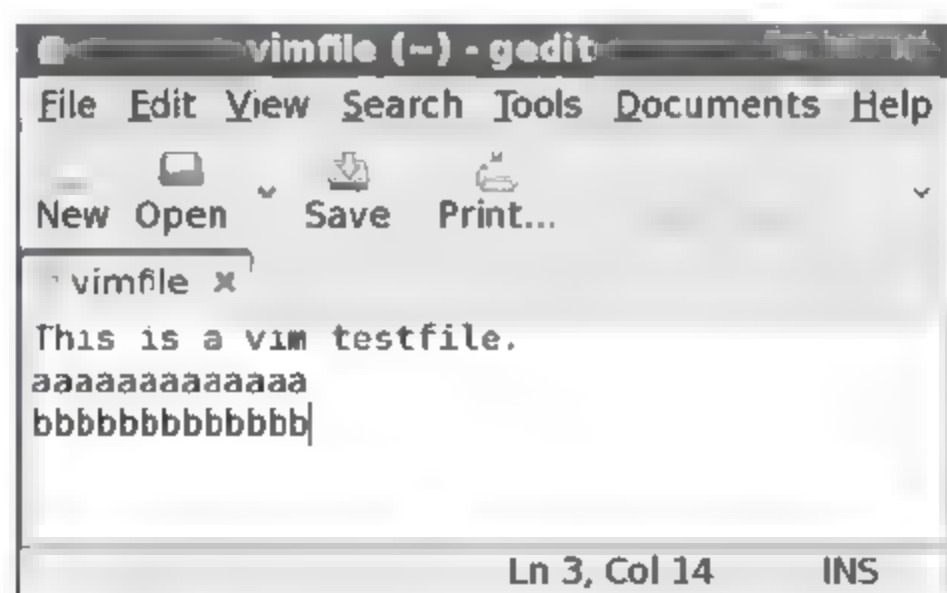 vimfile (~) - gedit
File Edit View Search Tools Documents Help
New Open Save Print...
vimfile ×
This is a vim testfile.
aaaaaaaaaaaaa
bbbbbbbbbbbbb
Ln 3, Col 14 INS